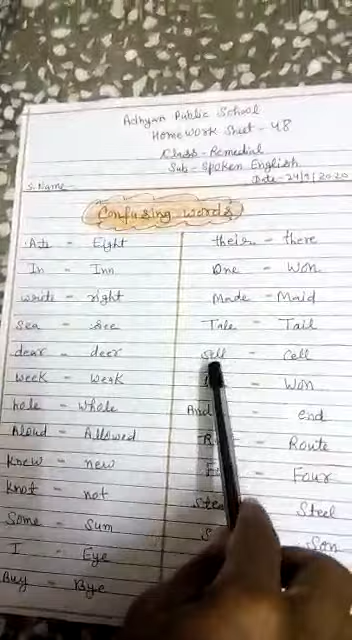 Adhyan Public School
Homework Sheet - 48
Class - Remedial
Sub - Spoken English
S. Name - Date - 24/9/2020
Confusing words
Ate - Eight
In - Inn
write - right
sea - see
dear - deer
week - weak
hole - whole
Aloud - Allowed
Knew - new
Knot - not
Some - Sum
I - Eye
Buy - Bye
their - there
One - Won
Made - Maid
Tale - Tail
Sell - Cell
- Won
And end
- Route
- Four
Steel
Son